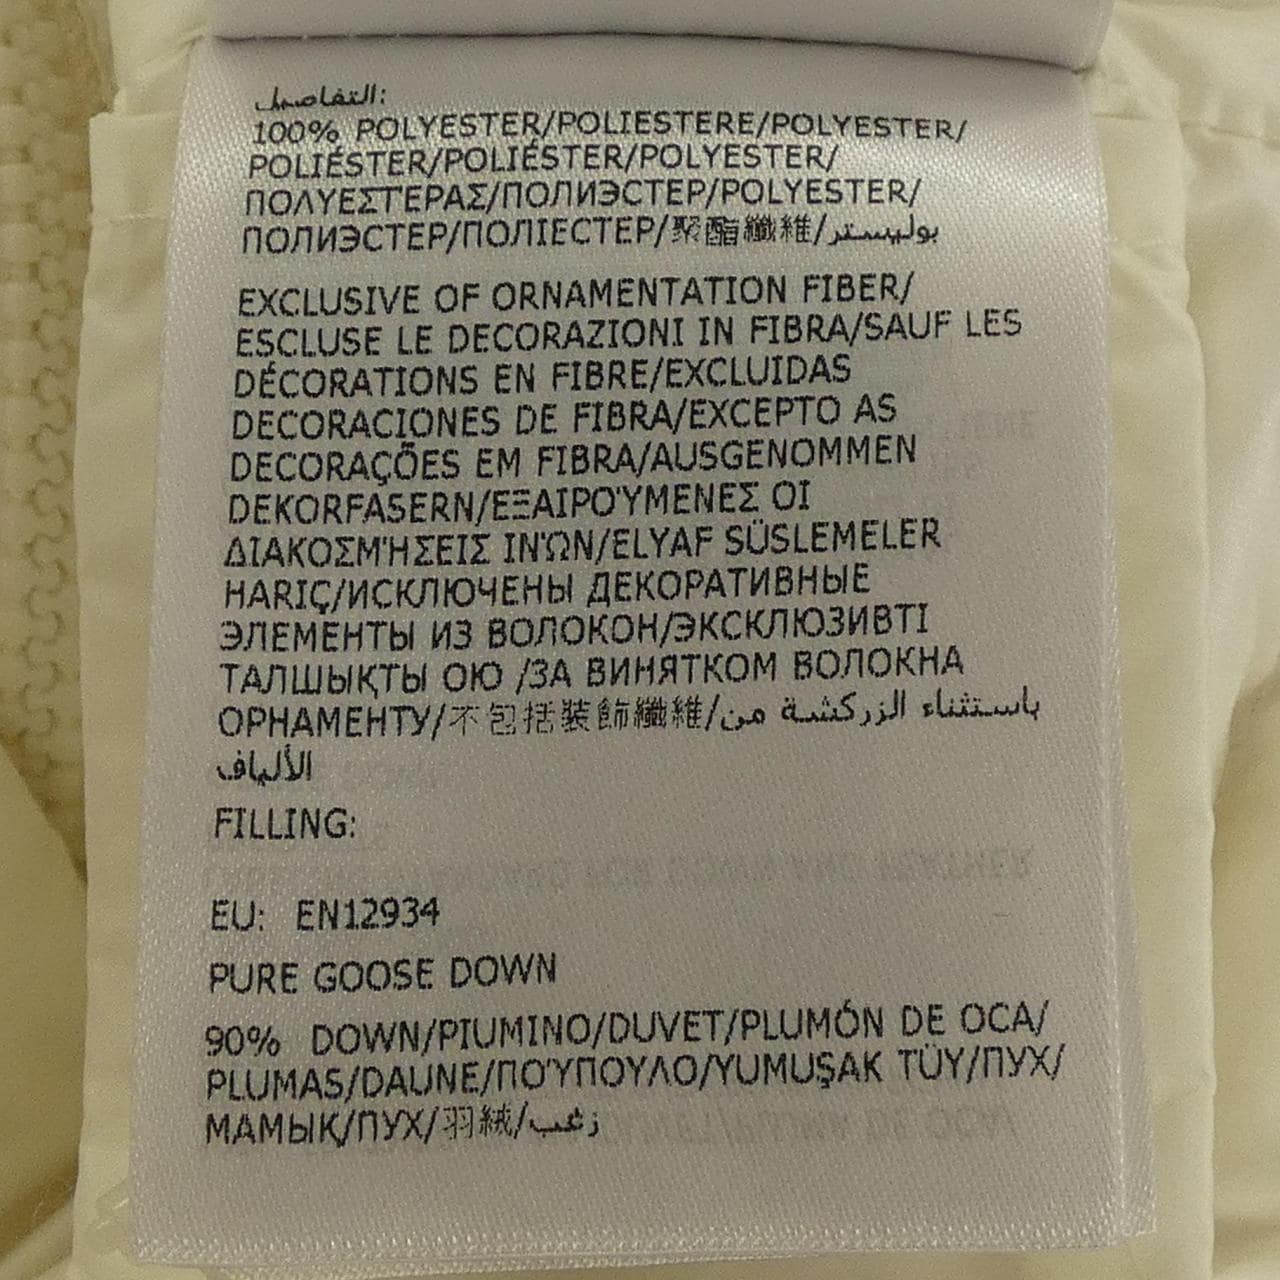 التفاصيل:
100% POLYESTER/POLIESTERE/POLYESTER/
POLIÉSTER/POLIÉSTER/POLYESTER/
ΠΟΛΥΕΣΤΕΡΑΣ/ПОЛИЭСТЕР/POLYESTER/
ПОЛИЭСТЕР/ПОЛІЕСТЕР/聚酯纖維/بوليستر
EXCLUSIVE OF ORNAMENTATION FIBER/
ESCLUSE LE DECORAZIONI IN FIBRA/SAUF LES
DÉCORATIONS EN FIBRE/EXCLUIDAS
DECORACIONES DE FIBRA/EXCEPTO AS
DECORAÇÕES EM FIBRA/AUSGENOMMEN
DEKORFASERN/ΕΞΑΙΡΟΎΜΕΝΕΣ ΟΙ
ΔΙΑΚΟΣΜΉΣΕΙΣ ΙΝΏΝ/ELYAF SÜSLEMELER
HARIÇ/ИСКЛЮЧЕНЫ ДЕКОРАТИВНЫЕ
ЭЛЕМЕНТЫ ИЗ ВОЛОКОН/ЭКСКЛЮЗИВТІ
ТАЛШЫҚТЫ ОЮ /ЗА ВИНЯТКОМ ВОЛОКНА
ОРНАМЕНТУ/不包括裝飾纖維/باستثناء الزركشة من
الألياف
FILLING:
EU: EN12934
PURE GOOSE DOWN
90% DOWN/PIUMINO/DUVET/PLUMÓN DE OCA/
PLUMAS/DAUNE/ΠΟΎΠΟΥΛΟ/YUMUŞAK TÜY/ПУХ/
МАМЫҚ/ПУХ/羽絨/زغب